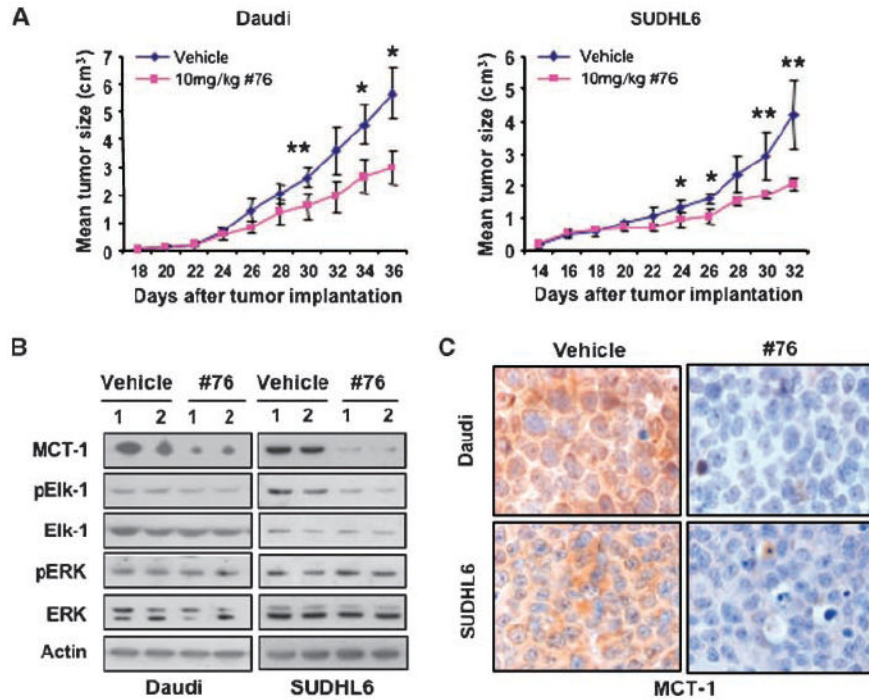 A
Daudi
Mean tumor size (cm³)
7
6
5
4
3
2
1
0
Vehicle
10mg/kg #76
**
*
*
18 20 22 24 26 28 30 32 34 36
Days after tumor implantation
SUDHL6
Mean tumor size (cm³)
6
5
4
3
2
1
0
Vehicle
10mg/kg #76
*
*
**
**
14 16 18 20 22 24 26 28 30 32
Days after tumor implantation
B
Vehicle #76 Vehicle #76
1 2 1 2 1 2 1 2
MCT-1
pElk-1
Elk-1
pERK
ERK
Actin
Daudi SUDHL6
C
Vehicle #76
Daudi
SUDHL6
MCT-1